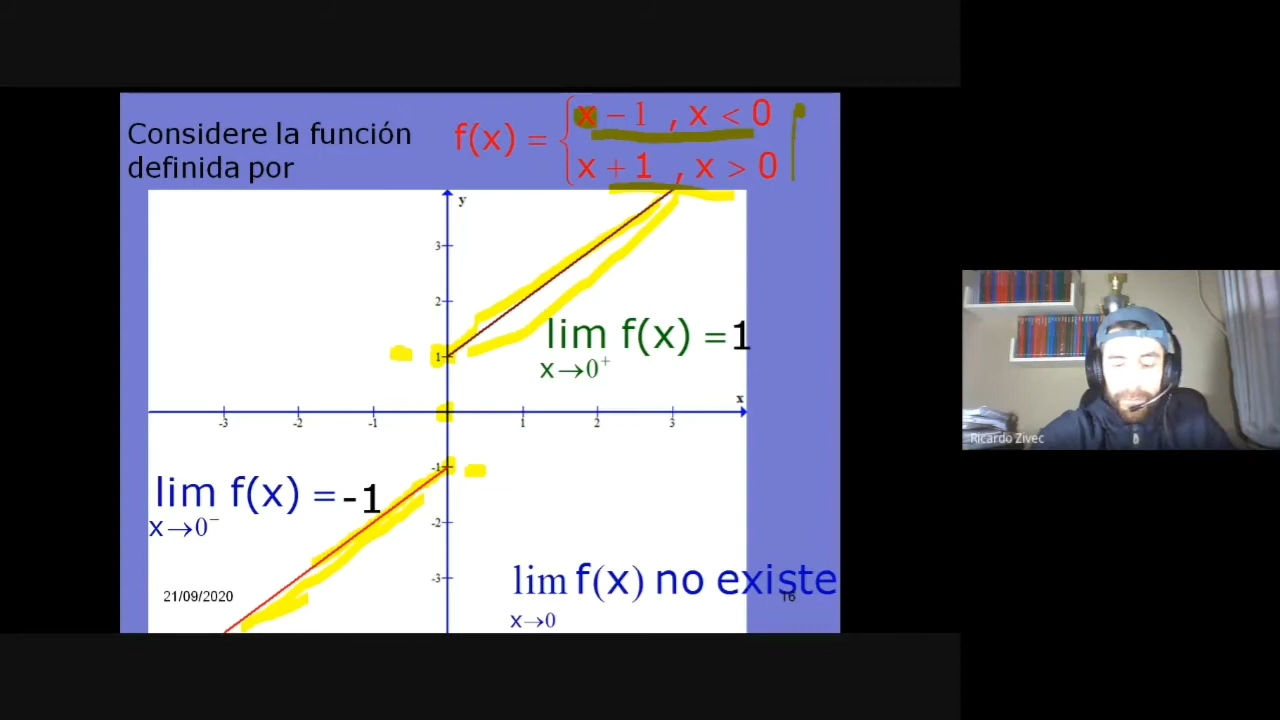 Considere la función
definida por
f(x) = { x − 1 , x < 0
x + 1 , x > 0
y
3
2
1
lim f(x) = 1
x→0⁺
x
-3 -2 -1 1 2 3
-1
lim f(x) = -1
x→0⁻
-2
-3
lim f(x) no existe
x→0
21/09/2020
16
Ricardo Zivec